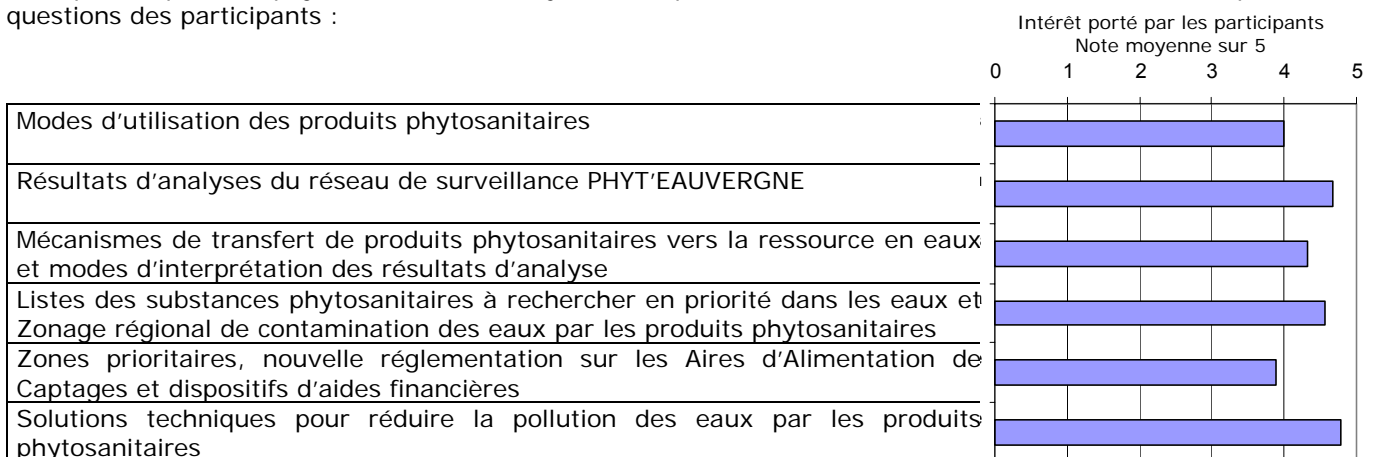 questions des participants :
Intérêt porté par les participants
Note moyenne sur 5
0 1 2 3 4 5
Modes d'utilisation des produits phytosanitaires
Résultats d'analyses du réseau de surveillance PHYT'EAUVERGNE
Mécanismes de transfert de produits phytosanitaires vers la ressource en eaux
et modes d'interprétation des résultats d'analyse
Listes des substances phytosanitaires à rechercher en priorité dans les eaux et
Zonage régional de contamination des eaux par les produits phytosanitaires
Zones prioritaires, nouvelle réglementation sur les Aires d'Alimentation de
Captages et dispositifs d'aides financières
Solutions techniques pour réduire la pollution des eaux par les produits
phytosanitaires